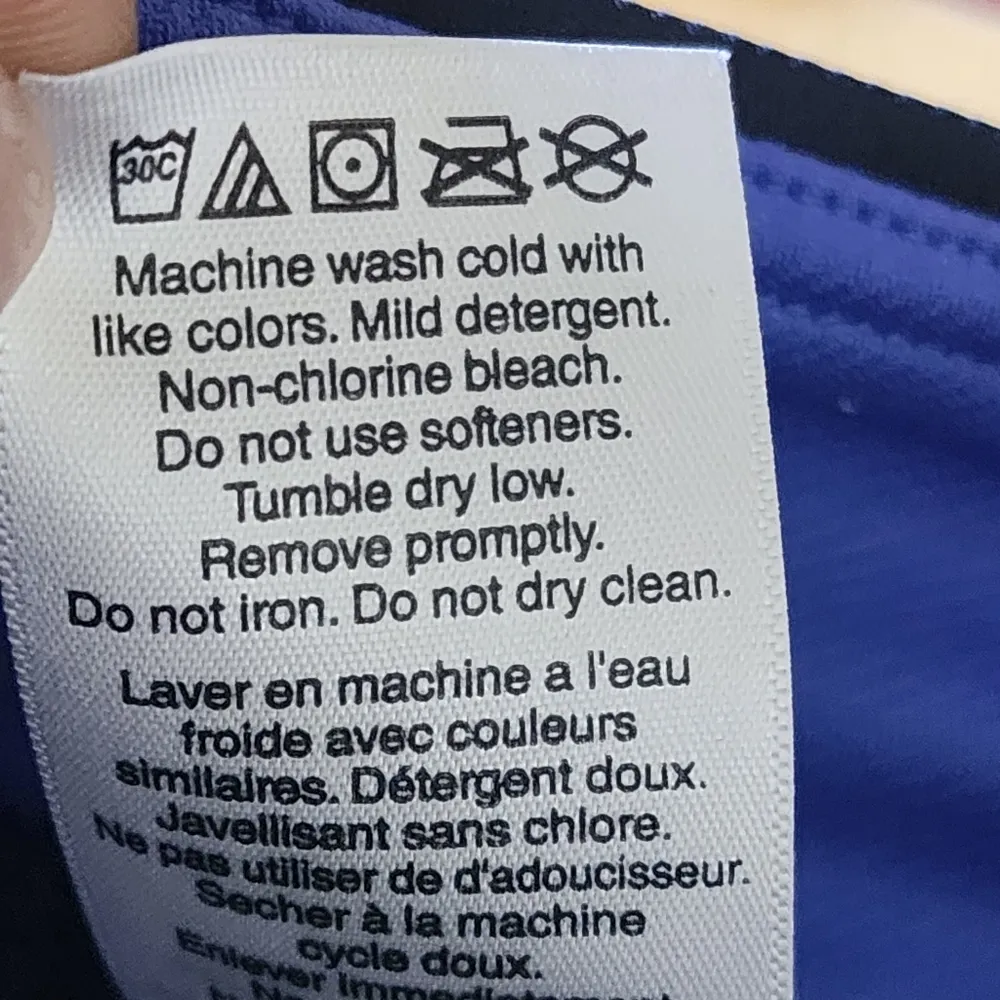 30C
Machine wash cold with
like colors. Mild detergent.
Non-chlorine bleach.
Do not use softeners.
Tumble dry low.
Remove promptly.
Do not iron. Do not dry clean.
Laver en machine a l'eau
froide avec couleurs
similaires. Détergent doux.
Javellisant sans chlore.
Ne pas utiliser de d'adoucisseur.
Secher à la machine
cycle doux.
Enlever immediatement